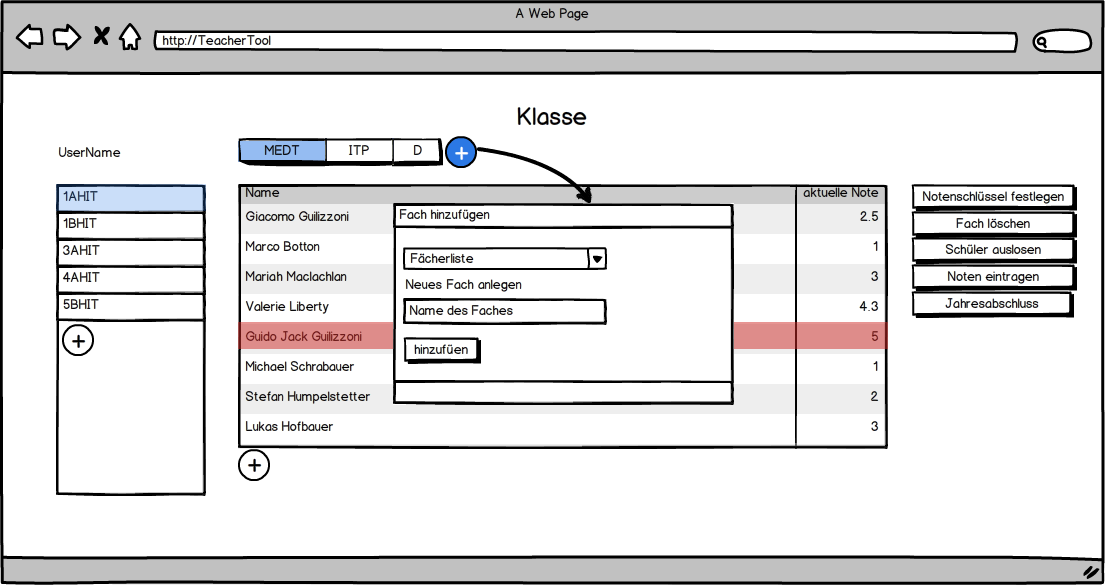 A Web Page
http://TeacherTool
Klasse
UserName
MEDT ITP D
1AHIT
1BHIT
3AHIT
4AHIT
5BHIT
Name aktuelle Note
Giacomo Guilizzoni 2.5
Marco Botton 1
Mariah Maclachlan 3
Valerie Liberty 4.3
Guido Jack Guilizzoni 5
Michael Schrabauer 1
Stefan Humpelstetter 2
Lukas Hofbauer 3
Fach hinzufügen
Fächerliste
Neues Fach anlegen
Name des Faches
hinzufüen
Notenschlüssel festlegen
Fach löschen
Schüler auslosen
Noten eintragen
Jahresabschluss